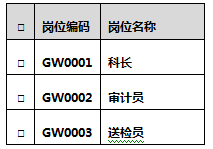 □ 岗位编码 岗位名称
□ GW0001 科长
□ GW0002 审计员
□ GW0003 送检员